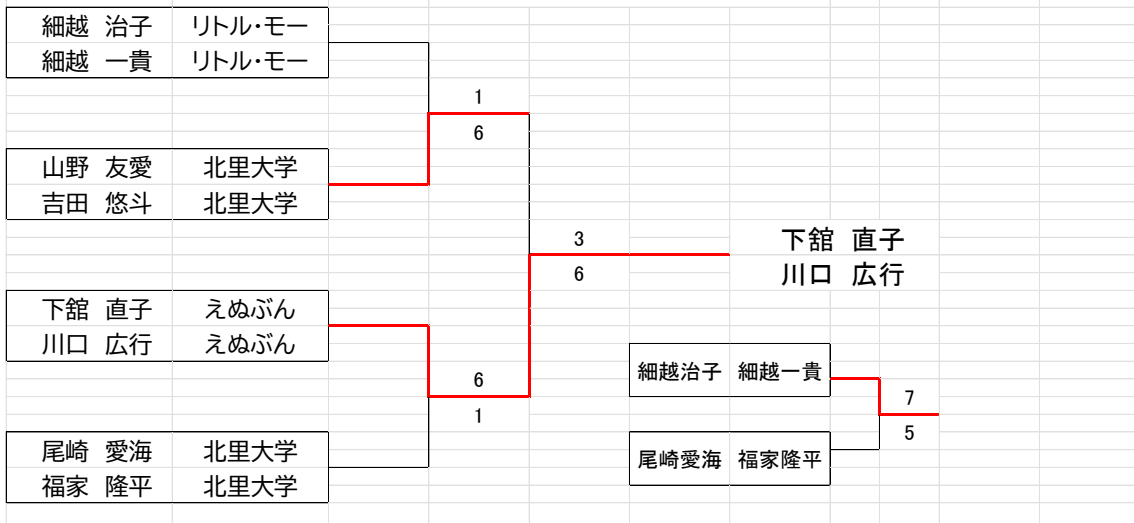 細越　治子　リトル・モー
細越　一貴　リトル・モー
1
6
山野　友愛　北里大学
吉田　悠斗　北里大学
3
6
下舘　直子
川口　広行
下舘　直子　えぬぶん
川口　広行　えぬぶん
6
1
細越治子　細越一貴
7
5
尾崎　愛海　北里大学
福家　隆平　北里大学
尾崎愛海　福家隆平